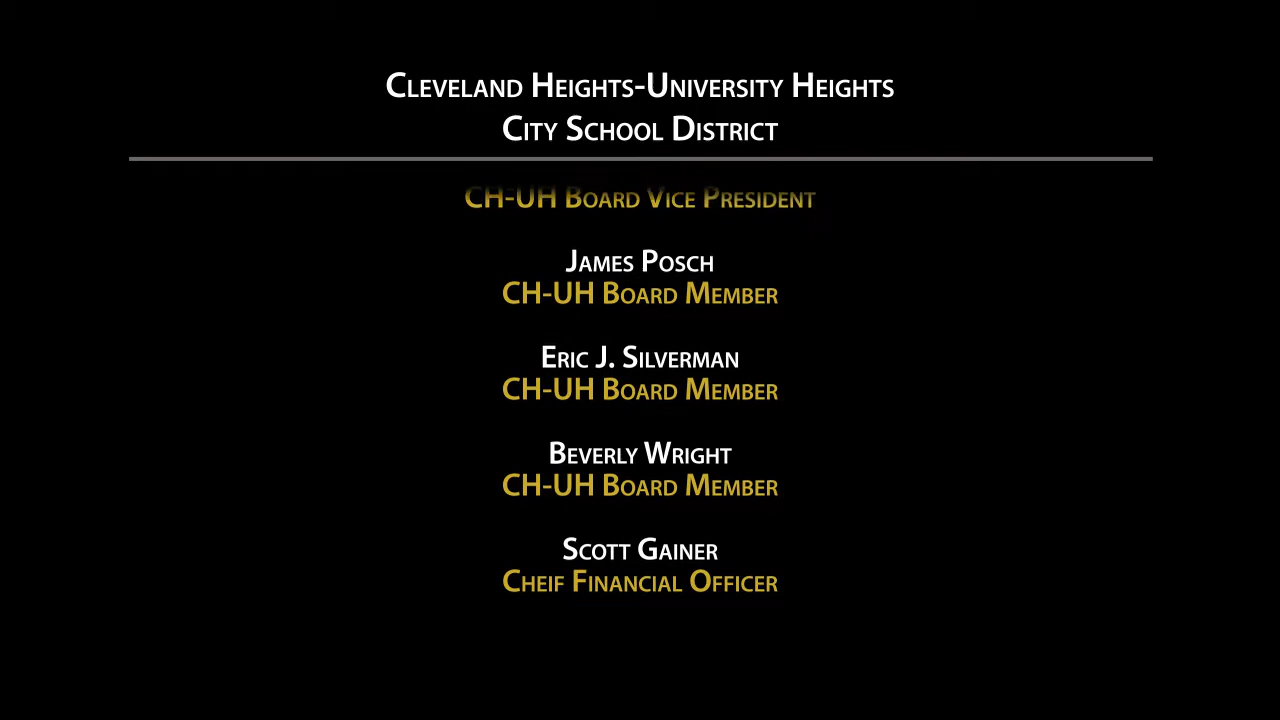 Cleveland Heights-University Heights
City School District
CH-UH Board Vice President
James Posch
CH-UH Board Member
Eric J. Silverman
CH-UH Board Member
Beverly Wright
CH-UH Board Member
Scott Gainer
Cheif Financial Officer